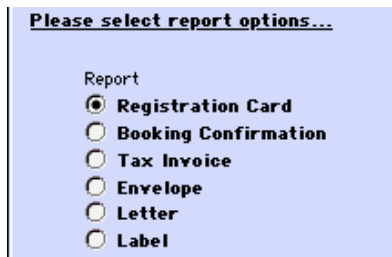 Please select report options...
Report
Registration Card
Booking Confirmation
Tax Invoice
Envelope
Letter
Label